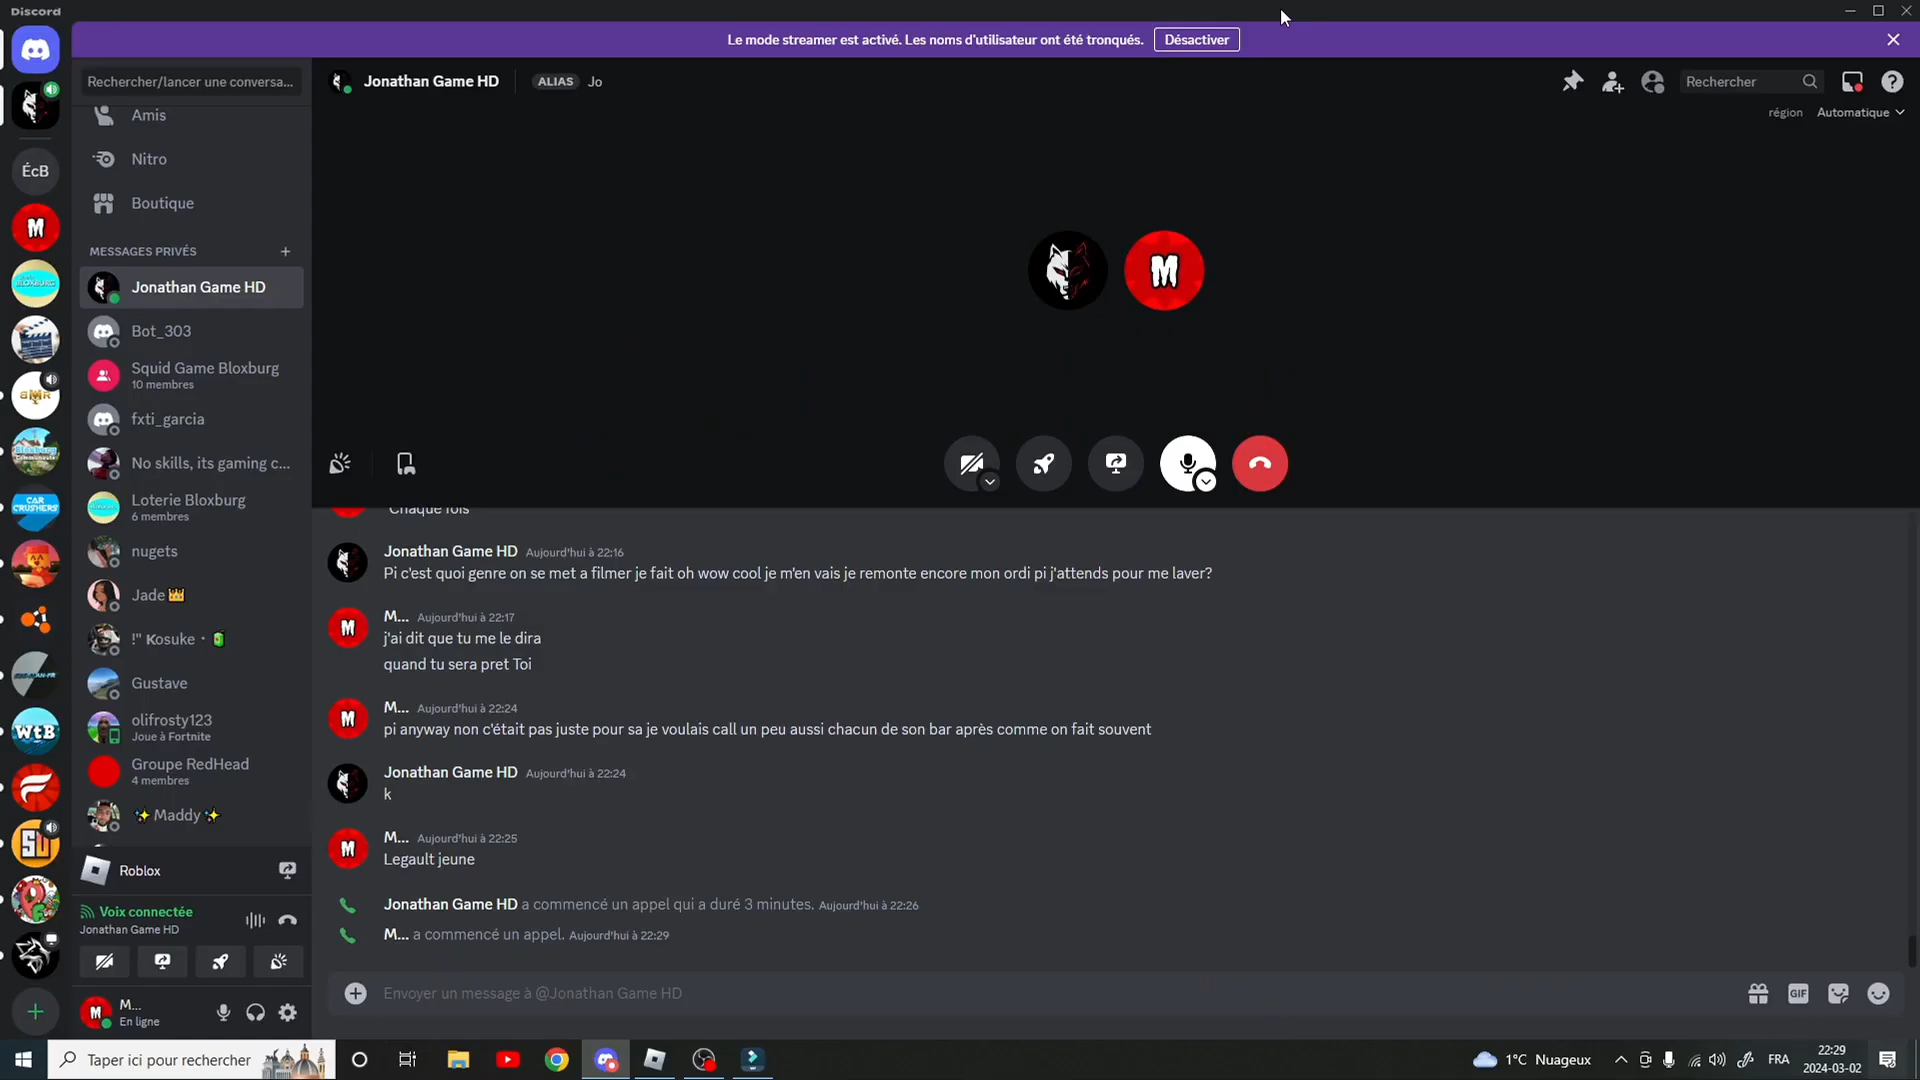 Discord
Le mode streamer est activé. Les noms d'utilisateur ont été tronqués. Désactiver
Rechercher/lancer une conversa...
Jonathan Game HD ALIAS Jo
Rechercher
région Automatique
Amis
Nitro
Boutique
MESSAGES PRIVÉS
Jonathan Game HD
Bot_303
Squid Game Bloxburg
10 membres
fxti_garcia
No skills, its gaming c...
Loterie Bloxburg
6 membres
nugets
Jade
!" Kosuke •
Gustave
olifrosty123
Joue à Fortnite
Groupe RedHead
4 membres
Maddy
Roblox
Voix connectée
Jonathan Game HD
M...
En ligne
ÉcB
M
BLOXBURG
CAR CRUSHERS
WtB
M
Chaque fois
Jonathan Game HD Aujourd'hui à 22:16
Pi c'est quoi genre on se met a filmer je fait oh wow cool je m'en vais je remonte encore mon ordi pi j'attends pour me laver?
M... Aujourd'hui à 22:17
j'ai dit que tu me le dira
quand tu sera pret Toi
M... Aujourd'hui à 22:24
pi anyway non c'était pas juste pour sa je voulais call un peu aussi chacun de son bar après comme on fait souvent
Jonathan Game HD Aujourd'hui à 22:24
k
M... Aujourd'hui à 22:25
Legault jeune
Jonathan Game HD a commencé un appel qui a duré 3 minutes. Aujourd'hui à 22:26
M... a commencé un appel. Aujourd'hui à 22:29
Envoyer un message à @Jonathan Game HD
GIF
Taper ici pour rechercher
1°C Nuageux
FRA
22:29
2024-03-02